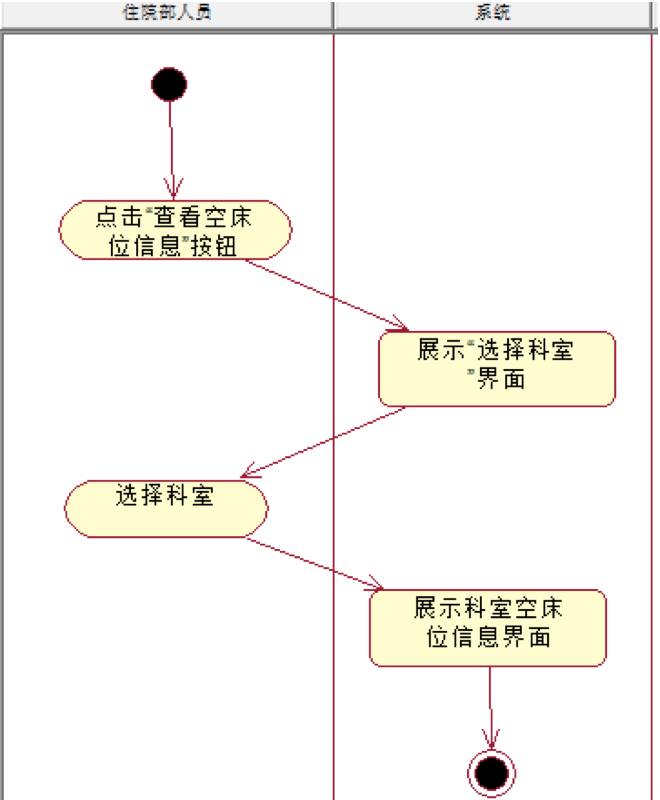 住院部人员
系统
点击“查看空床
位信息”按钮
展示“选择科室
”界面
选择科室
展示科室空床
位信息界面